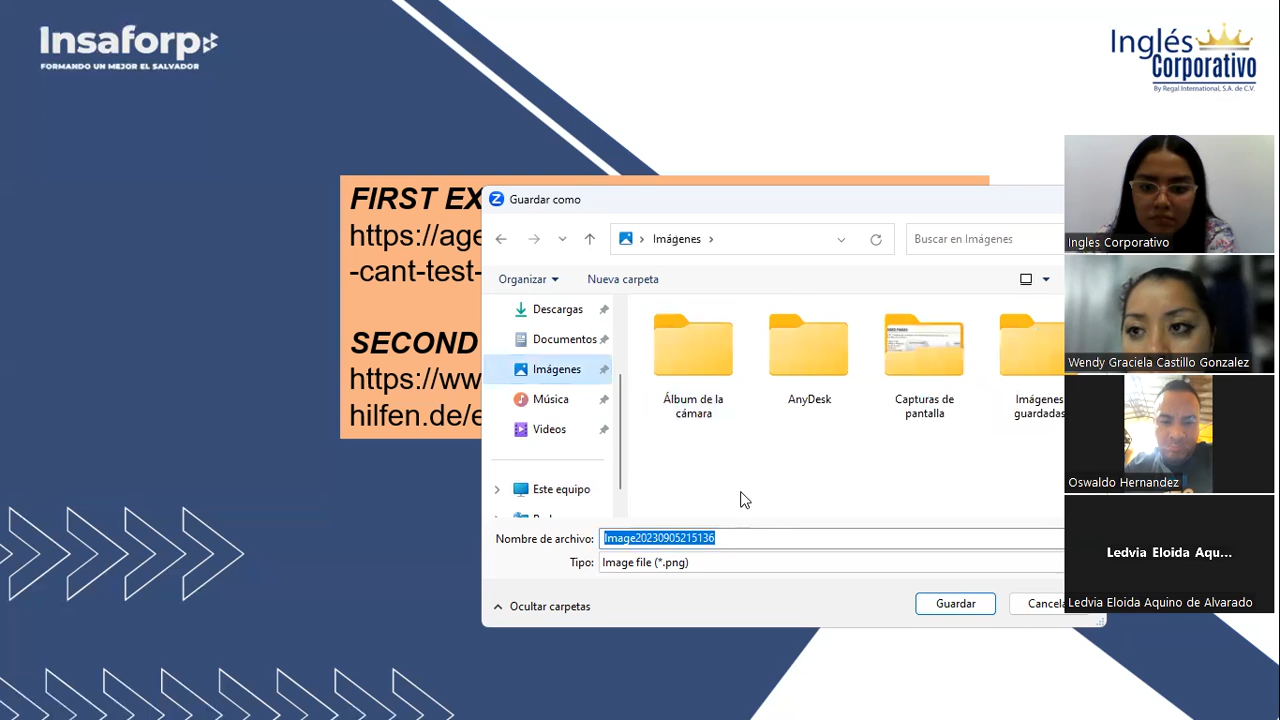 Insaforp
FORMANDO UN MEJOR EL SALVADOR
Inglés
Corporativo
By Regal International, S.A. de C.V.
FIRST EX
https://age
-cant-test-
SECOND
https://ww
hilfen.de/e
Guardar como
Imágenes
Buscar en Imágenes
Organizar
Nueva carpeta
Descargas
Documentos
Imágenes
Música
Videos
Este equipo
Álbum de la
cámara
AnyDesk
Capturas de
pantalla
Imágenes
guardadas
Nombre de archivo:
Image20230905215136
Tipo:
Image file (*.png)
Ocultar carpetas
Guardar
Cancela
Ingles Corporativo
Wendy Graciela Castillo Gonzalez
Oswaldo Hernandez
Ledvia Eloida Aqu...
Ledvia Eloida Aquino de Alvarado